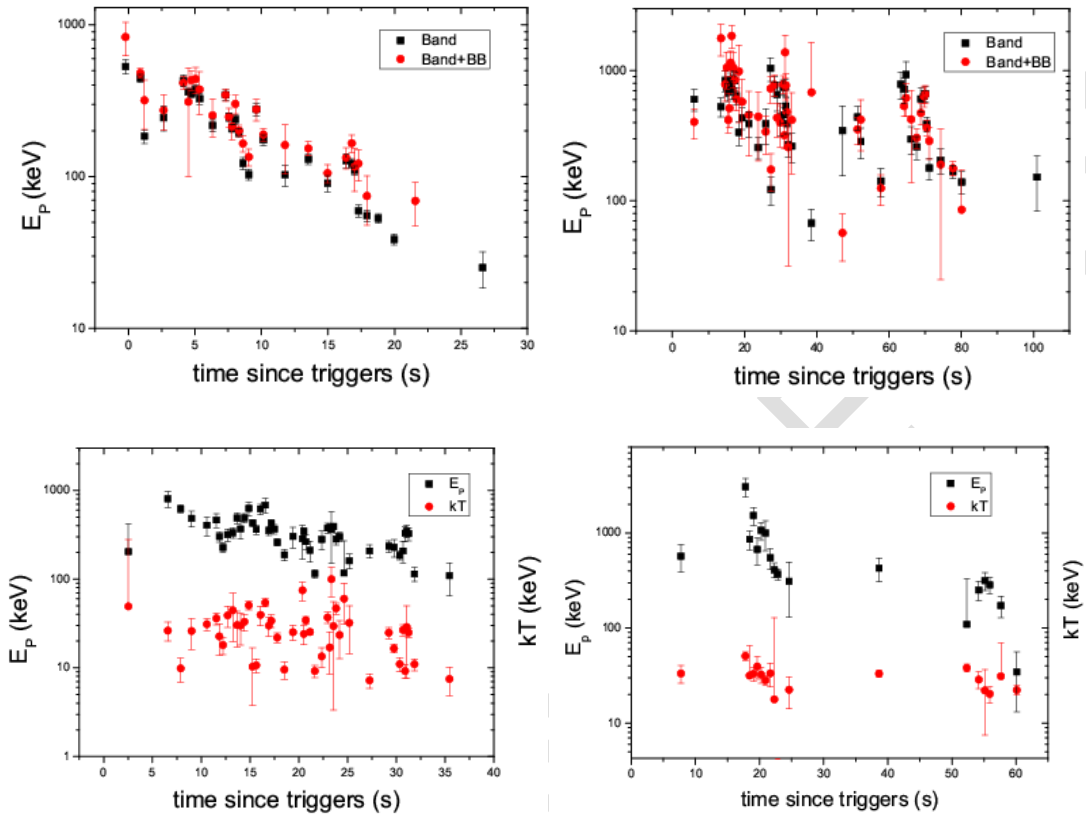 1000
100
10
E_P (keV)
0 5 10 15 20 25 30
time since triggers (s)
Band
Band+BB
1000
100
10
E_P (keV)
0 20 40 60 80 100
time since triggers (s)
Band
Band+BB
1000
100
10
1
E_P (keV)
kT (keV)
0 5 10 15 20 25 30 35 40
time since triggers (s)
E_P
kT
1000
100
10
E_P (keV)
kT (keV)
0 10 20 30 40 50 60
time since triggers (s)
E_P
kT